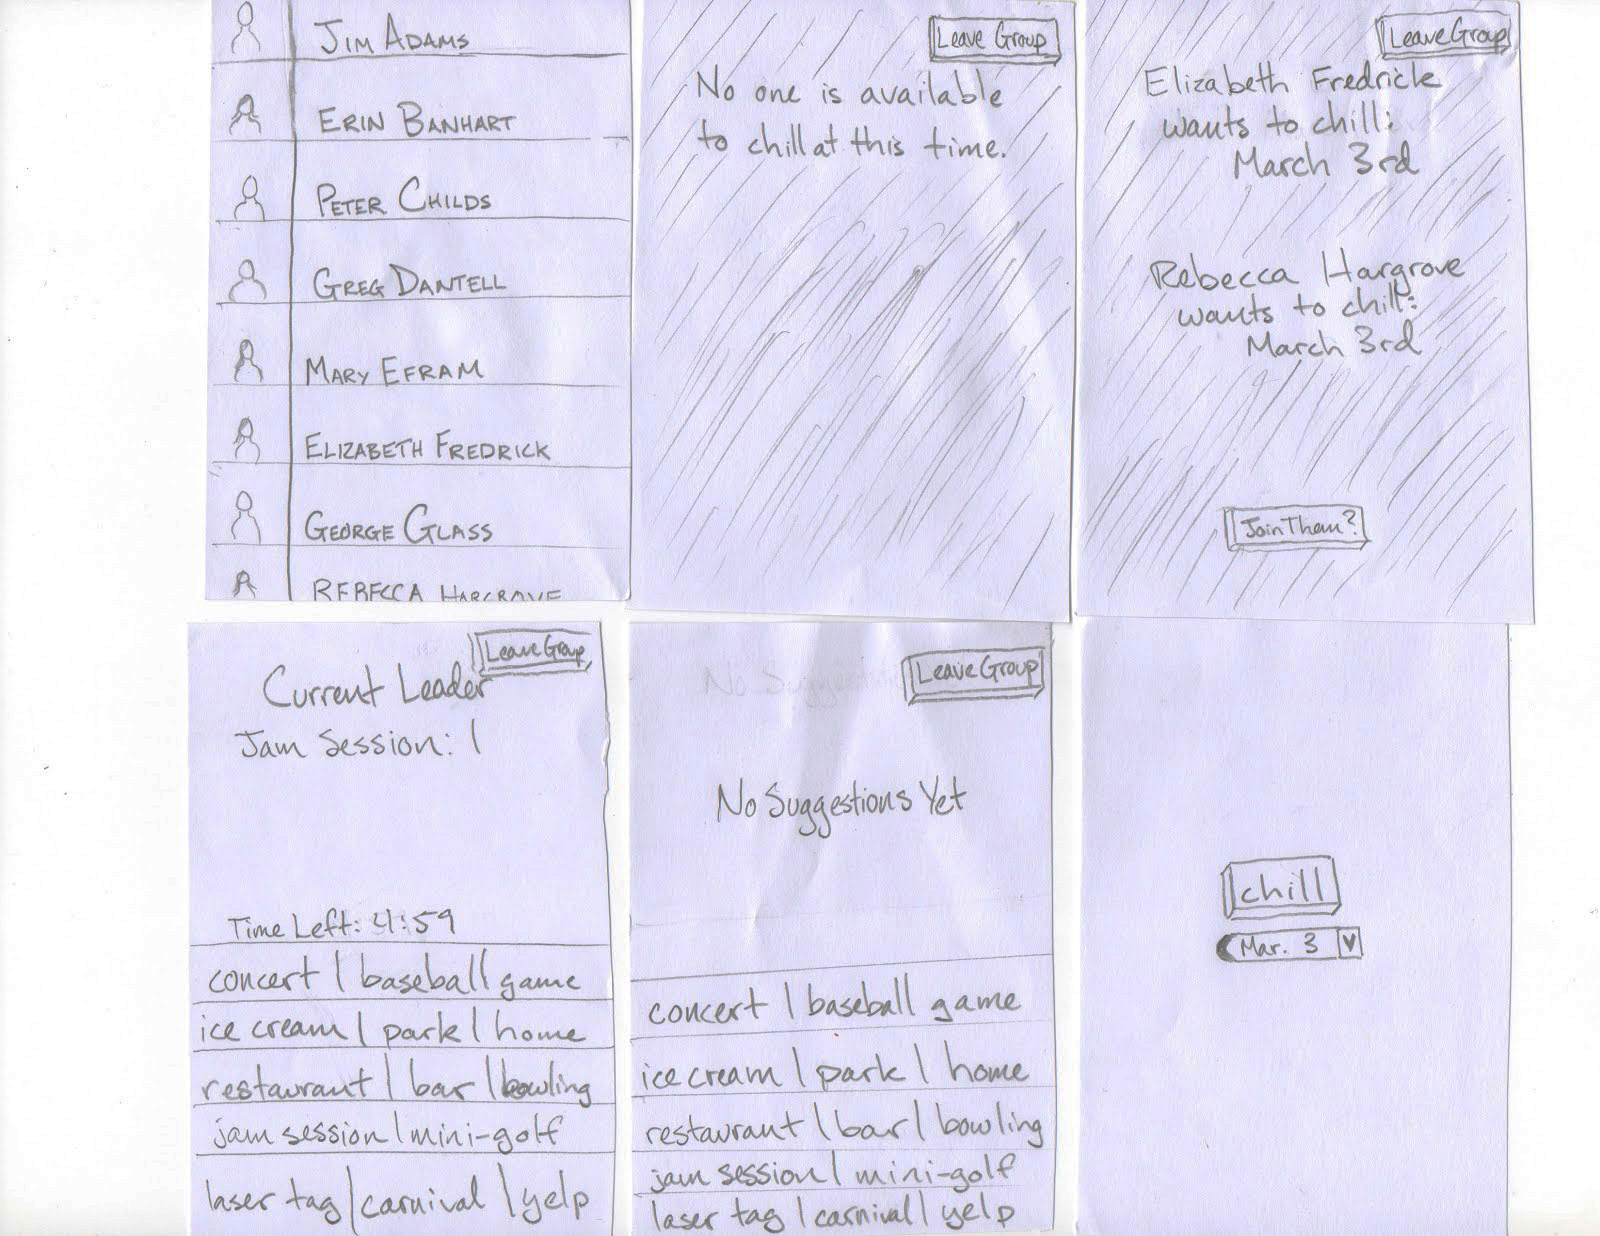 JIM ADAMS
ERIN BANHART
PETER CHILDS
GREG DANTELL
MARY EFRAM
ELIZABETH FREDRICK
GEORGE GLASS
REBECCA HARGROVE
Leave Group
No one is available
to chill at this time.
Leave Group
Elizabeth Fredrick
wants to chill:
March 3rd
Rebecca Hargrove
wants to chill:
March 3rd
Join Them?
Leave Group
Current Leader
Jam Session: 1
Time Left: 4:59
concert | baseball game
ice cream | park | home
restaurant | bar | bowling
jam session | mini-golf
laser tag | carnival | yelp
Leave Group
No Suggestions Yet
concert | baseball game
ice cream | park | home
restaurant | bar | bowling
jam session | mini-golf
laser tag | carnival | yelp
chill
Mar. 3